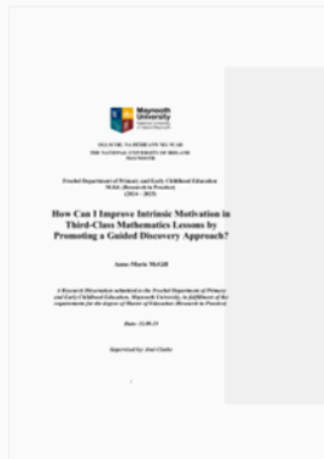 Maynooth
University
OLLSCOIL NA hÉIREANN MÁ NUAD
THE NATIONAL UNIVERSITY OF IRELAND
MAYNOOTH
Froebel Department of Primary and Early Childhood Education
M.Ed. (Research in Practice)
(2024 – 2025)
How Can I Improve Intrinsic Motivation in
Third-Class Mathematics Lessons by
Promoting a Guided Discovery Approach?
Anne-Marie McGill
A Research Dissertation submitted to the Froebel Department of Primary
and Early Childhood Education, Maynooth University, in fulfillment of the
requirements for the degree of Master of Education (Research in Practice)
Supervised by: